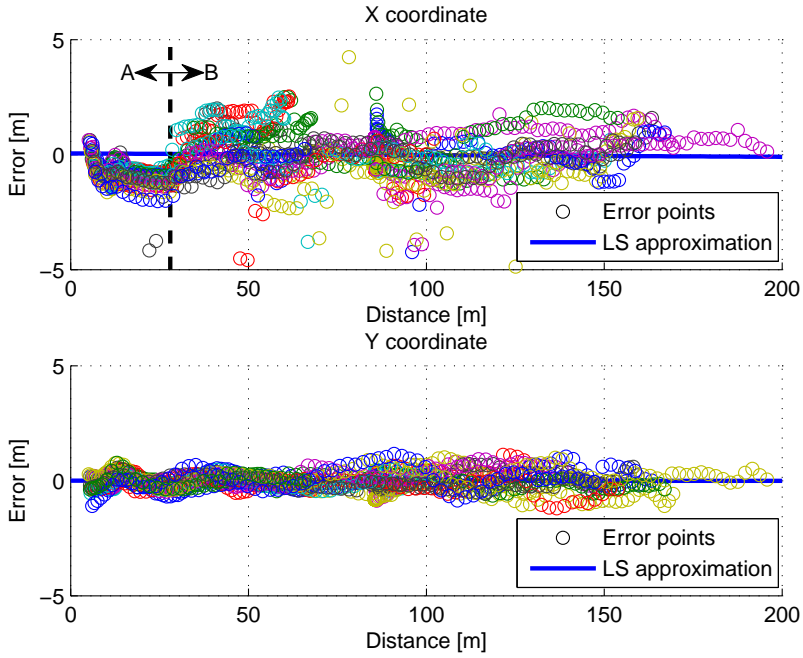 X coordinate
5
A B
0
Error [m]
Error points
LS approximation
−5
0 50 100 150 200
Distance [m]
Y coordinate
5
0
Error [m]
Error points
LS approximation
−5
0 50 100 150 200
Distance [m]